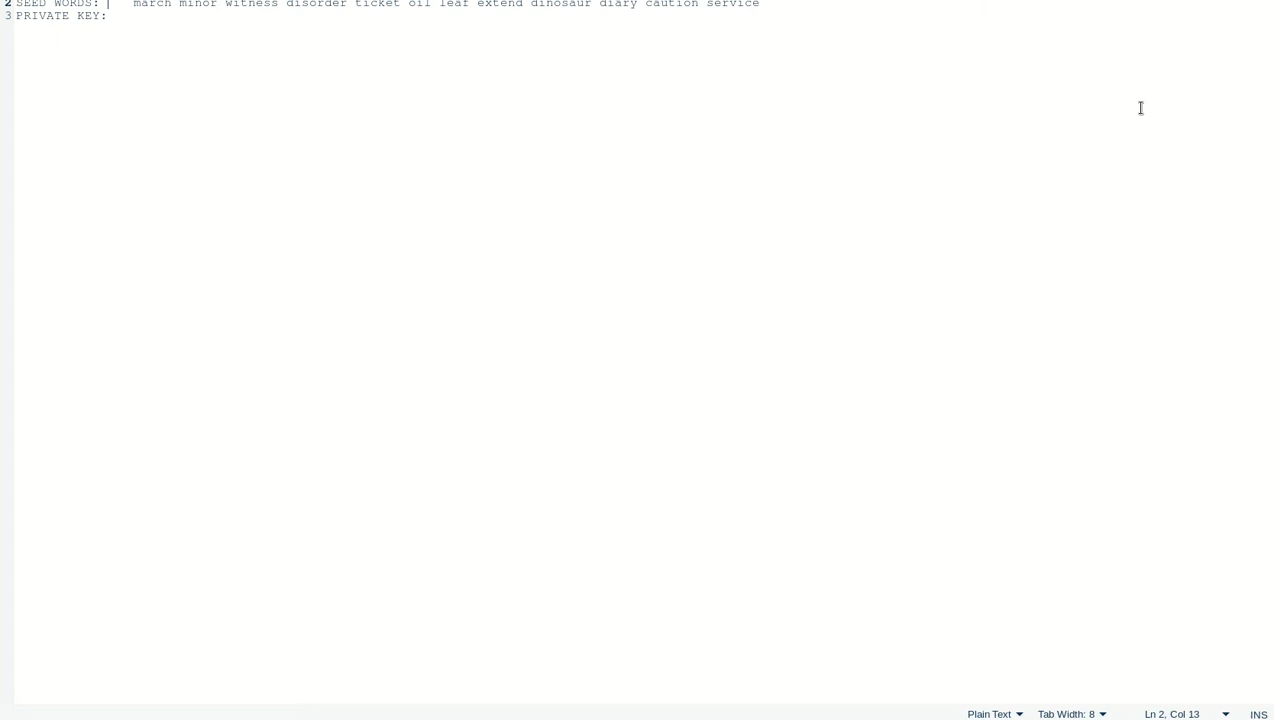 2 SEED WORDS:    march minor witness disorder ticket oil leaf extend dinosaur diary caution service
3 PRIVATE KEY:
Plain Text Tab Width: 8 Ln 2, Col 13 INS